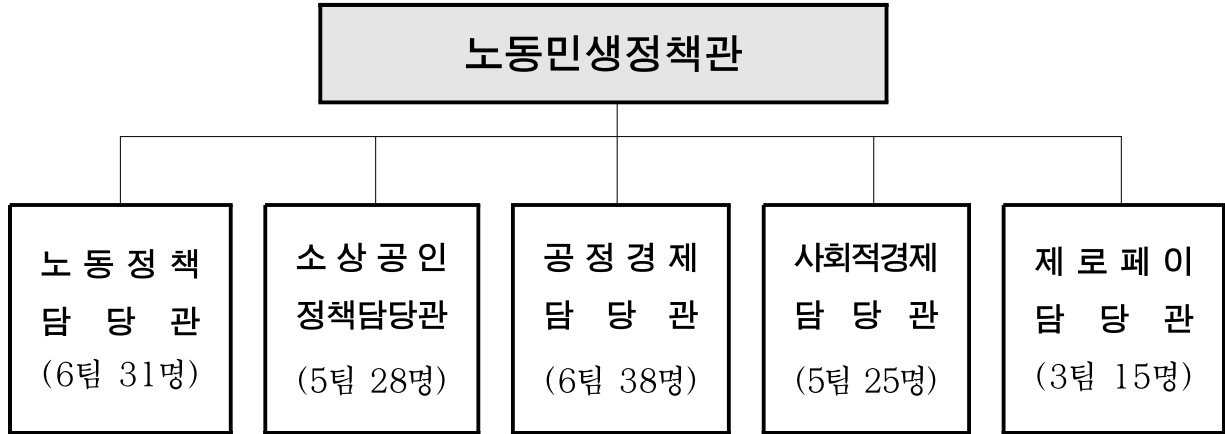 노동민생정책관
노 동 정 책
담 당 관
(6팀 31명)
소 상 공 인
정책담당관
(5팀 28명)
공 정 경 제
담 당 관
(6팀 38명)
사회적경제
담 당 관
(5팀 25명)
제 로 페 이
담 당 관
(3팀 15명)